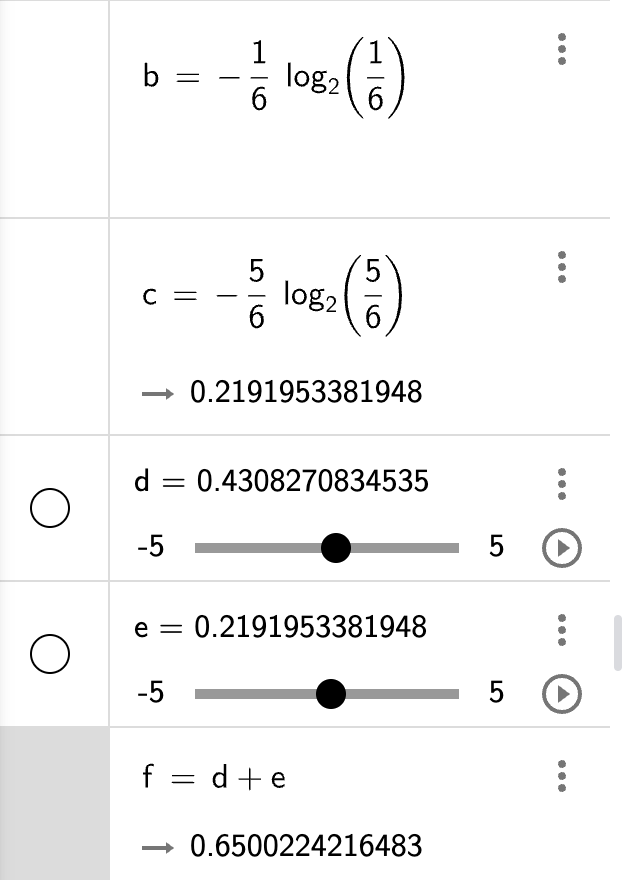 b = −1/6 log₂(1/6)
c = −5/6 log₂(5/6)
→ 0.2191953381948
d = 0.4308270834535
-5 5
e = 0.2191953381948
-5 5
f = d + e
→ 0.6500224216483